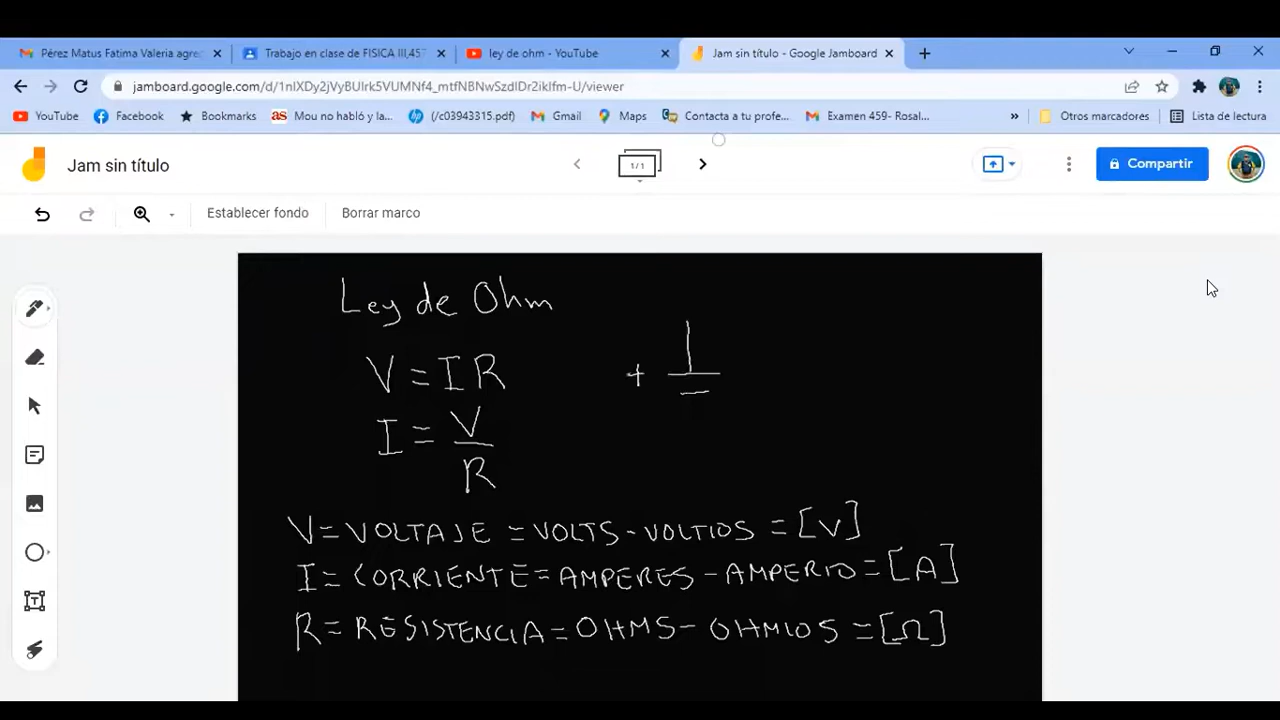 Pérez Matus Fatima Valeria agre
Trabajo en clase de FISICA III,457
ley de ohm - YouTube
Jam sin título - Google Jamboard
jamboard.google.com/d/
/viewer
YouTube
Facebook
Bookmarks
as Mou no habló y la...
hp (/c03943315.pdf)
Gmail
Maps
Contacta a tu profe...
Examen 459- Rosal...
»
Otros marcadores
Lista de lectura
Jam sin título
1/1
Compartir
Establecer fondo
Borrar marco
Ley de Ohm
V = I R
+
I = V
R
V = VOLTAJE = VOLTS - VOLTIOS = [V]
I = CORRIENTE = AMPERES - AMPERIO = [A]
R = RESISTENCIA = OHMS - OHMIOS = [Ω]